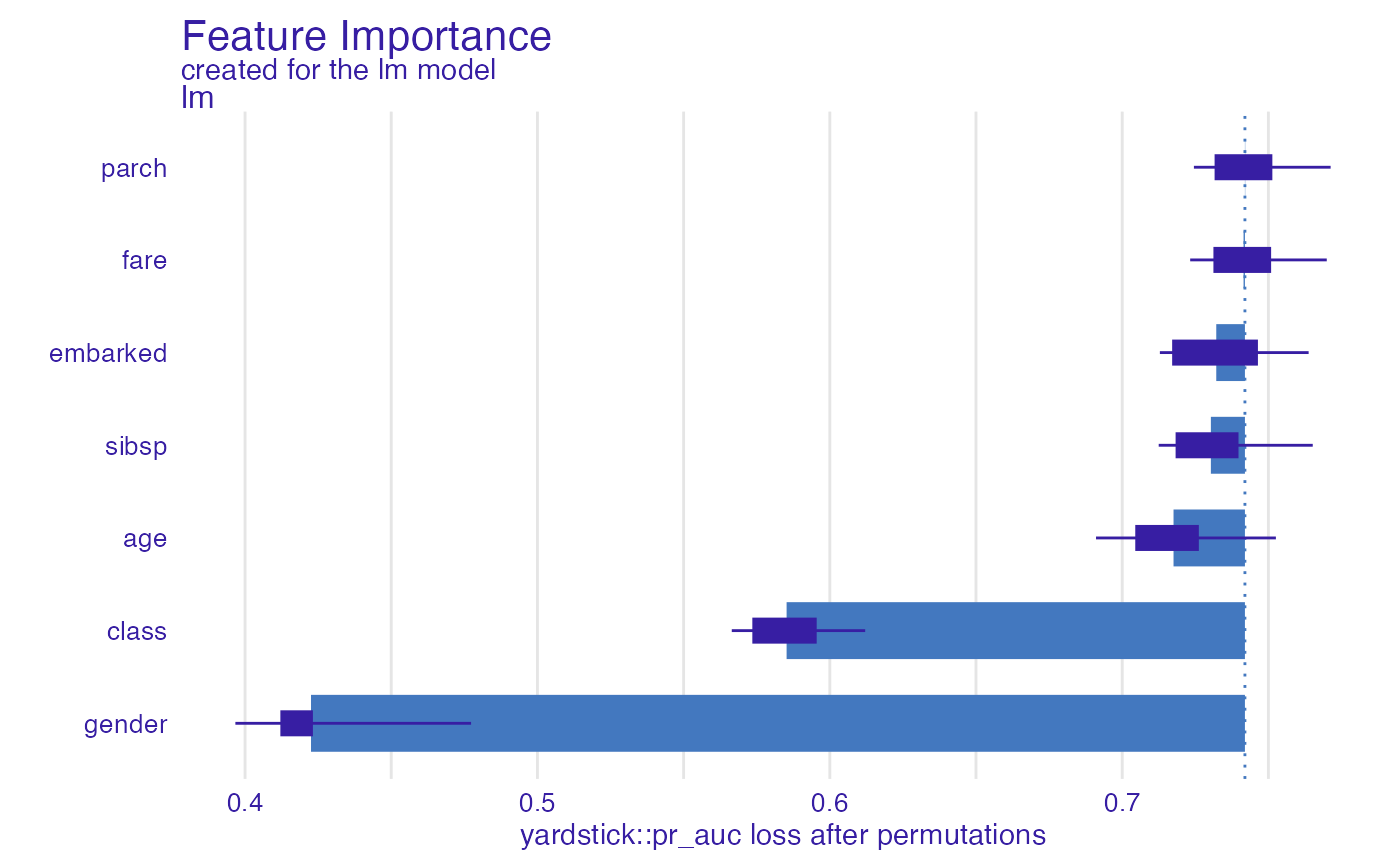 Feature Importance
created for the lm model
lm
parch
fare
embarked
sibsp
age
class
gender
0.4 0.5 0.6 0.7
yardstick::pr_auc loss after permutations